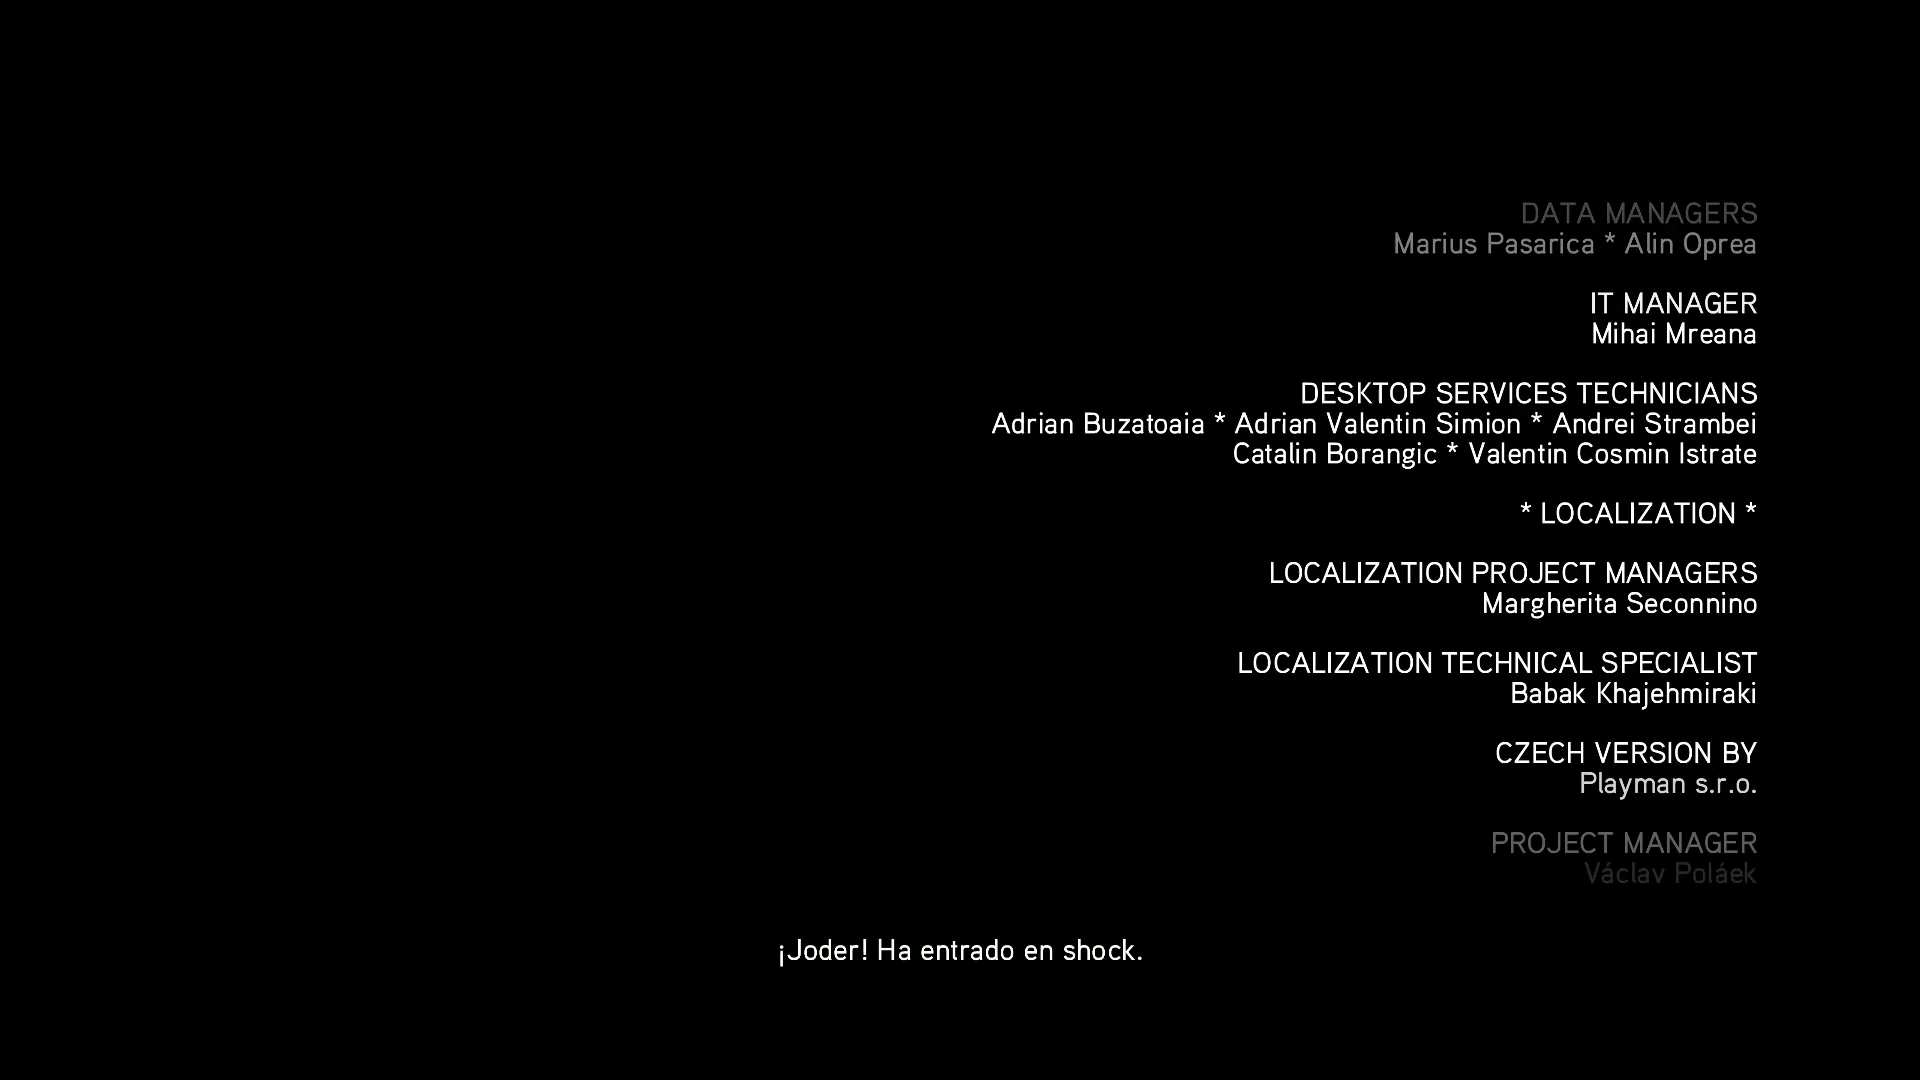 DATA MANAGERS
Marius Pasarica * Alin Oprea
IT MANAGER
Mihai Mreana
DESKTOP SERVICES TECHNICIANS
Adrian Buzatoaia * Adrian Valentin Simion * Andrei Strambei
Catalin Borangic * Valentin Cosmin Istrate
* LOCALIZATION *
LOCALIZATION PROJECT MANAGERS
Margherita Seconnino
LOCALIZATION TECHNICAL SPECIALIST
Babak Khajehmiraki
CZECH VERSION BY
Playman s.r.o.
PROJECT MANAGER
Václav Poláek
¡Joder! Ha entrado en shock.